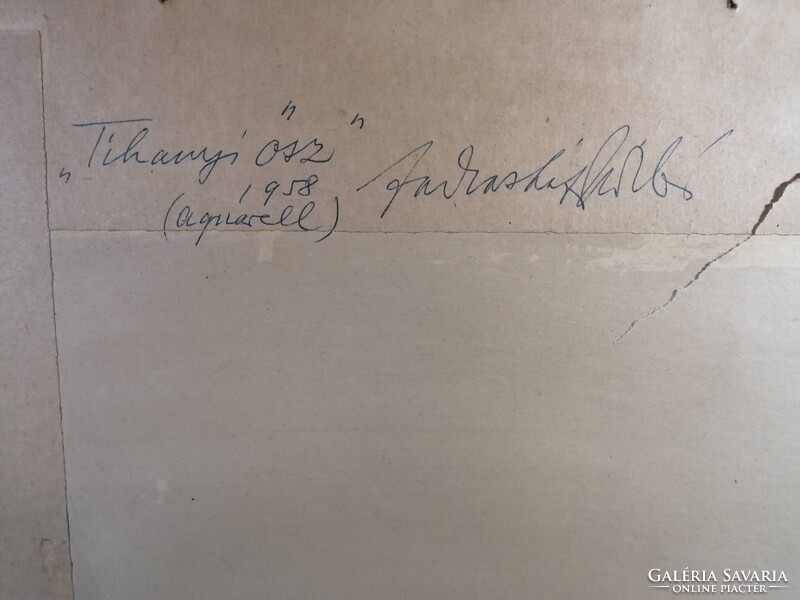 „Tihanyi ősz”
1958
(aquarell)
GALÉRIA SAVARIA
ONLINE PIACTÉR